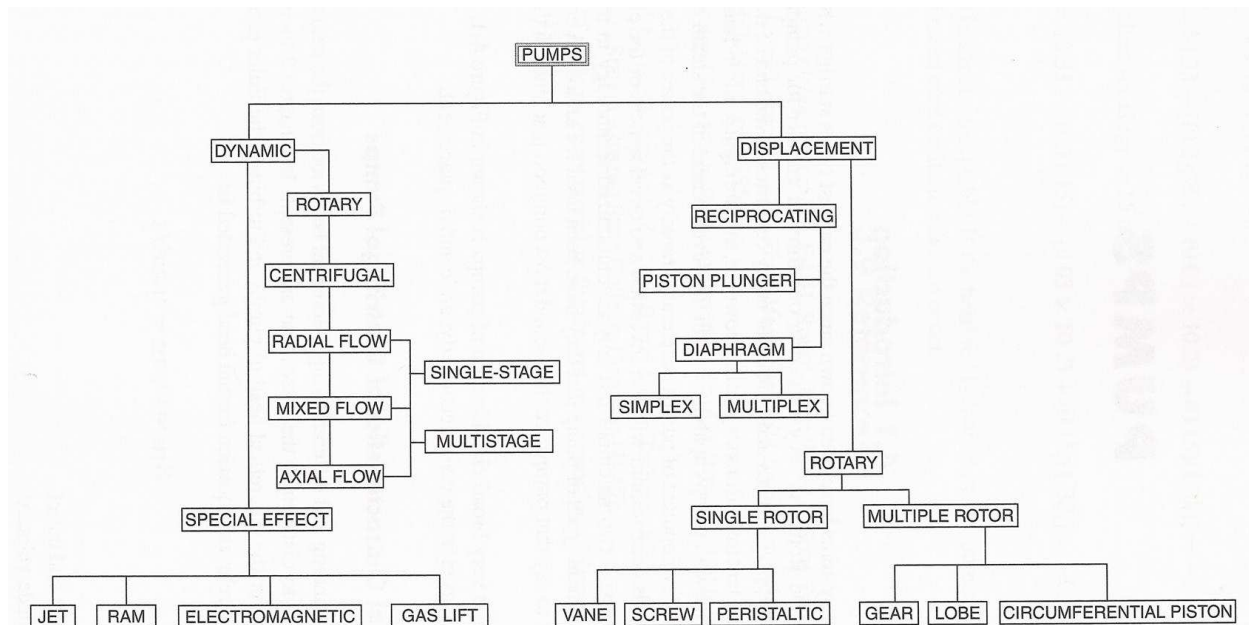 PUMPS
DYNAMIC
DISPLACEMENT
ROTARY
RECIPROCATING
CENTRIFUGAL
PISTON PLUNGER
RADIAL FLOW
DIAPHRAGM
SINGLE-STAGE
MIXED FLOW
SIMPLEX
MULTIPLEX
MULTISTAGE
ROTARY
AXIAL FLOW
SPECIAL EFFECT
SINGLE ROTOR
MULTIPLE ROTOR
JET
RAM
ELECTROMAGNETIC
GAS LIFT
VANE
SCREW
PERISTALTIC
GEAR
LOBE
CIRCUMFERENTIAL PISTON